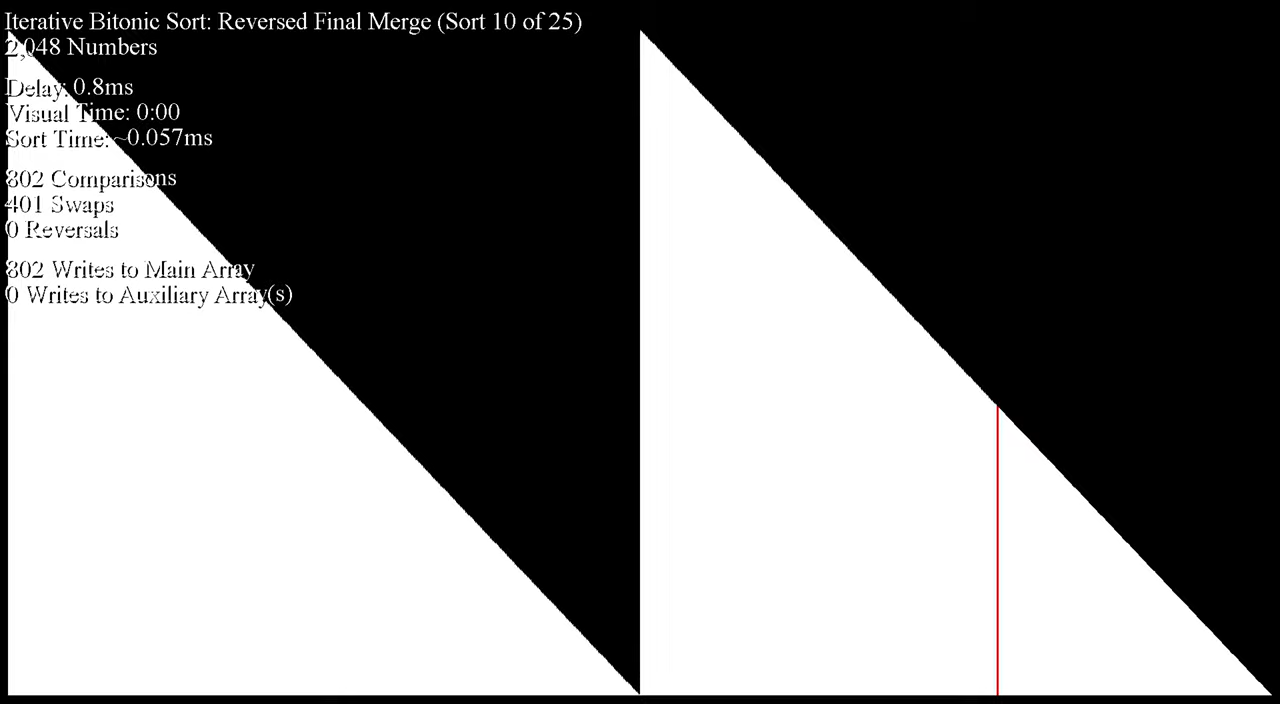 Iterative Bitonic Sort: Reversed Final Merge (Sort 10 of 25)
2,048 Numbers
Delay: 0.8ms
Visual Time: 0:00
Sort Time: ~0.057ms
802 Comparisons
401 Swaps
0 Reversals
802 Writes to Main Array
0 Writes to Auxiliary Array(s)